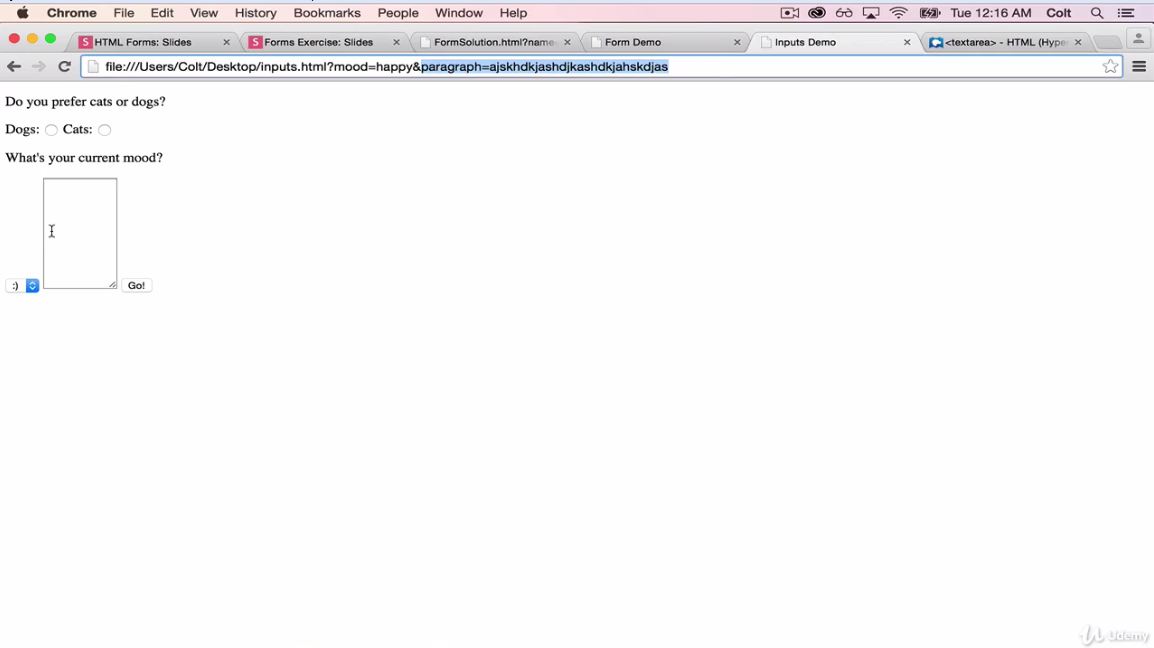 Chrome File Edit View History Bookmarks People Window Help Tue 12:16 AM Colt
HTML Forms: Slides Forms Exercise: Slides FormSolution.html?name= Form Demo Inputs Demo <textarea> - HTML (Hyper
file:///Users/Colt/Desktop/inputs.html?mood=happy&paragraph=ajskhdkjashdjkashdkjahskdjas
Do you prefer cats or dogs?
Dogs: Cats:
What's your current mood?
:) Go!
Udemy